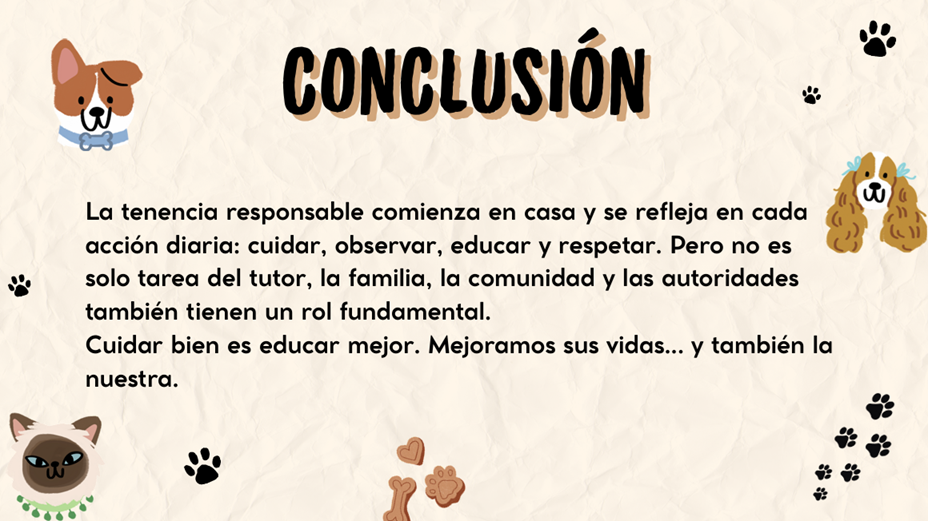 CONCLUSIÓN
La tenencia responsable comienza en casa y se refleja en cada
acción diaria: cuidar, observar, educar y respetar. Pero no es
solo tarea del tutor, la familia, la comunidad y las autoridades
también tienen un rol fundamental.
Cuidar bien es educar mejor. Mejoramos sus vidas... y también la
nuestra.